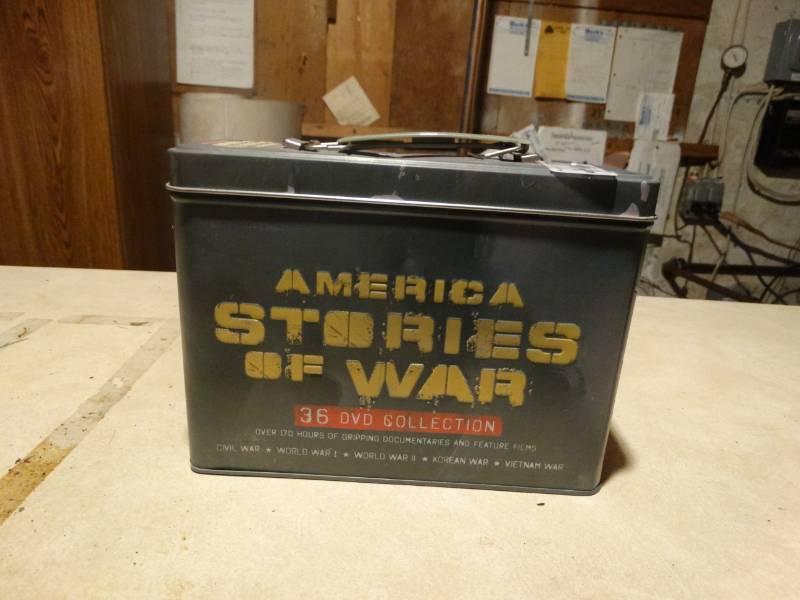 AMERICA
STORIES
OF WAR
36 DVD COLLECTION
OVER 170 HOURS OF GRIPPING DOCUMENTARIES AND FEATURE FILMS
CIVIL WAR ★ WORLD WAR I ★ WORLD WAR II ★ KOREAN WAR ★ VIETNAM WAR